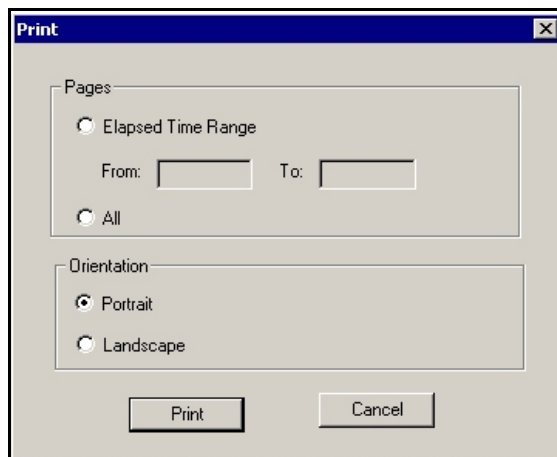 Print
Pages
Elapsed Time Range
From: To:
All
Orientation
Portrait
Landscape
Print Cancel